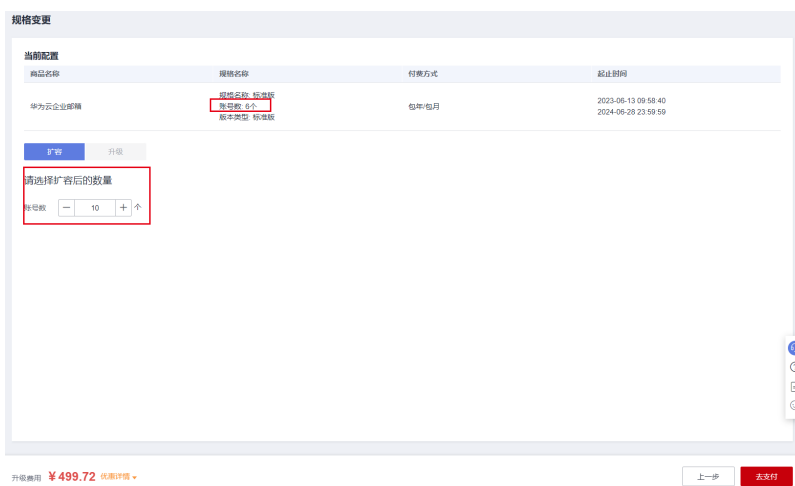 规格变更
当前配置
商品名称 规格名称 付费方式 起止时间
规格名称: 标准版
华为云企业邮箱 账号数: 6个 包年/包月 2023-06-13 09:58:40
2024-06-28 23:59:59
版本类型: 标准版
扩容 升级
请选择扩容后的数量
账号数 — 10 + 个
升级费用 ¥499.72 优惠详情 上一步 去支付